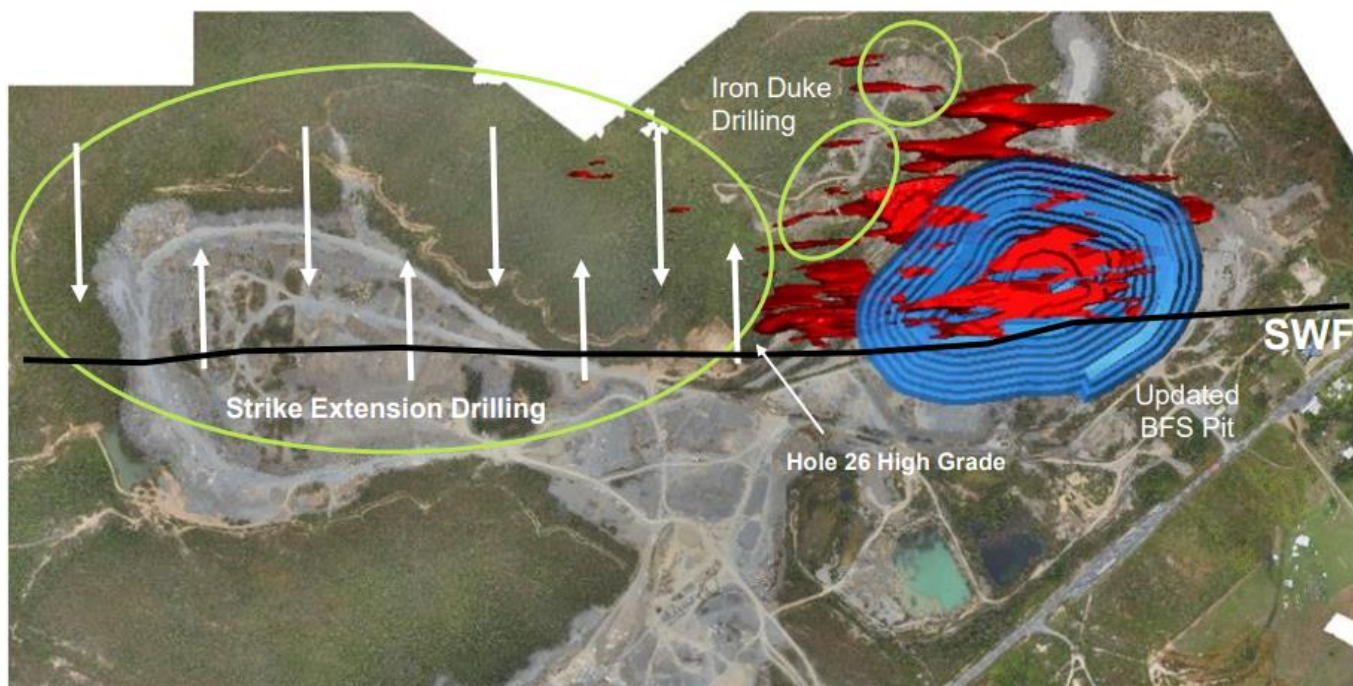 Iron Duke
Drilling
SWF
Strike Extension Drilling
Updated
BFS Pit
Hole 26 High Grade